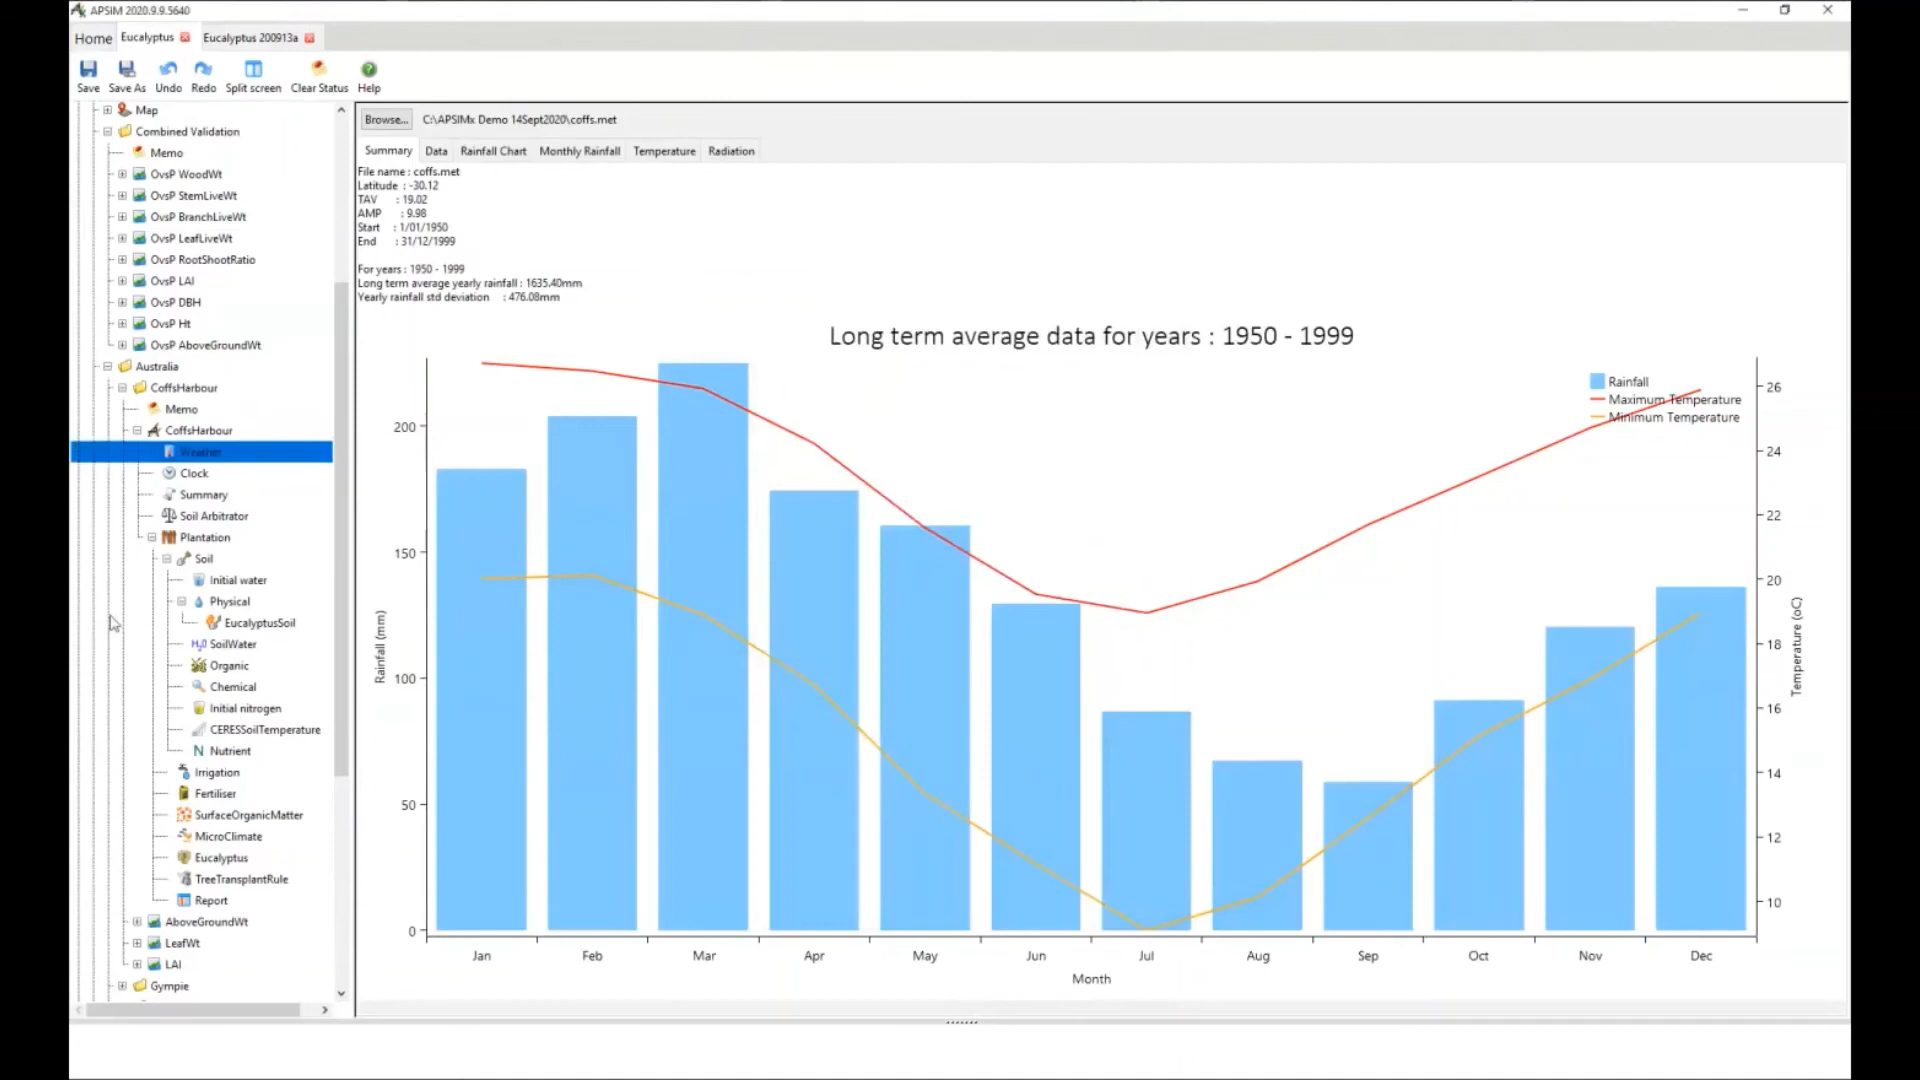 APSIM 2020.9.9.5640
Home Eucalyptus Eucalyptus 200913a
Save Save As Undo Redo Split screen Clear Status Help
Map
Combined Validation
Memo
OvsP WoodWt
OvsP StemLiveWt
OvsP BranchLiveWt
OvsP LeafLiveWt
OvsP RootShootRatio
OvsP LAI
OvsP DBH
OvsP Ht
OvsP AboveGroundWt
Australia
CoffsHarbour
Memo
CoffsHarbour
Weather
Clock
Summary
Soil Arbitrator
Plantation
Soil
Initial water
Physical
EucalyptusSoil
H₂O SoilWater
Organic
Chemical
Initial nitrogen
CERESSoilTemperature
N Nutrient
Irrigation
Fertiliser
SurfaceOrganicMatter
MicroClimate
Eucalyptus
TreeTransplantRule
Report
AboveGroundWt
LeafWt
LAI
Gympie
Browse... C:\APSIMx Demo 14Sept2020\coffs.met
Summary Data Rainfall Chart Monthly Rainfall Temperature Radiation
File name : coffs.met
Latitude : -30.12
TAV : 19.02
AMP : 9.98
Start : 1/01/1950
End : 31/12/1999
For years : 1950 - 1999
Long term average yearly rainfall : 1635.40mm
Yearly rainfall std deviation : 476.08mm
Long term average data for years : 1950 - 1999
Rainfall
Maximum Temperature
Minimum Temperature
200
150
100
50
0
Rainfall (mm)
26
24
22
20
18
16
14
12
10
Temperature (oC)
Jan Feb Mar Apr May Jun Jul Aug Sep Oct Nov Dec
Month